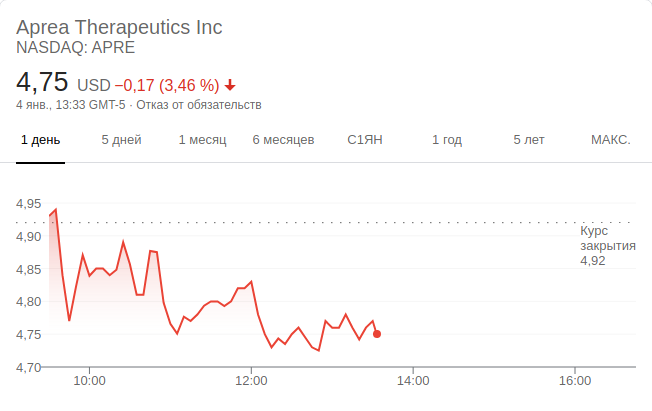 Aprea Therapeutics Inc
NASDAQ: APRE
4,75 USD −0,17 (3,46 %)
4 янв., 13:33 GMT-5 · Отказ от обязательств
1 день 5 дней 1 месяц 6 месяцев С1ЯН 1 год 5 лет МАКС.
4,95
4,90
4,85
4,80
4,75
4,70
Курс
закрытия
4,92
10:00 12:00 14:00 16:00